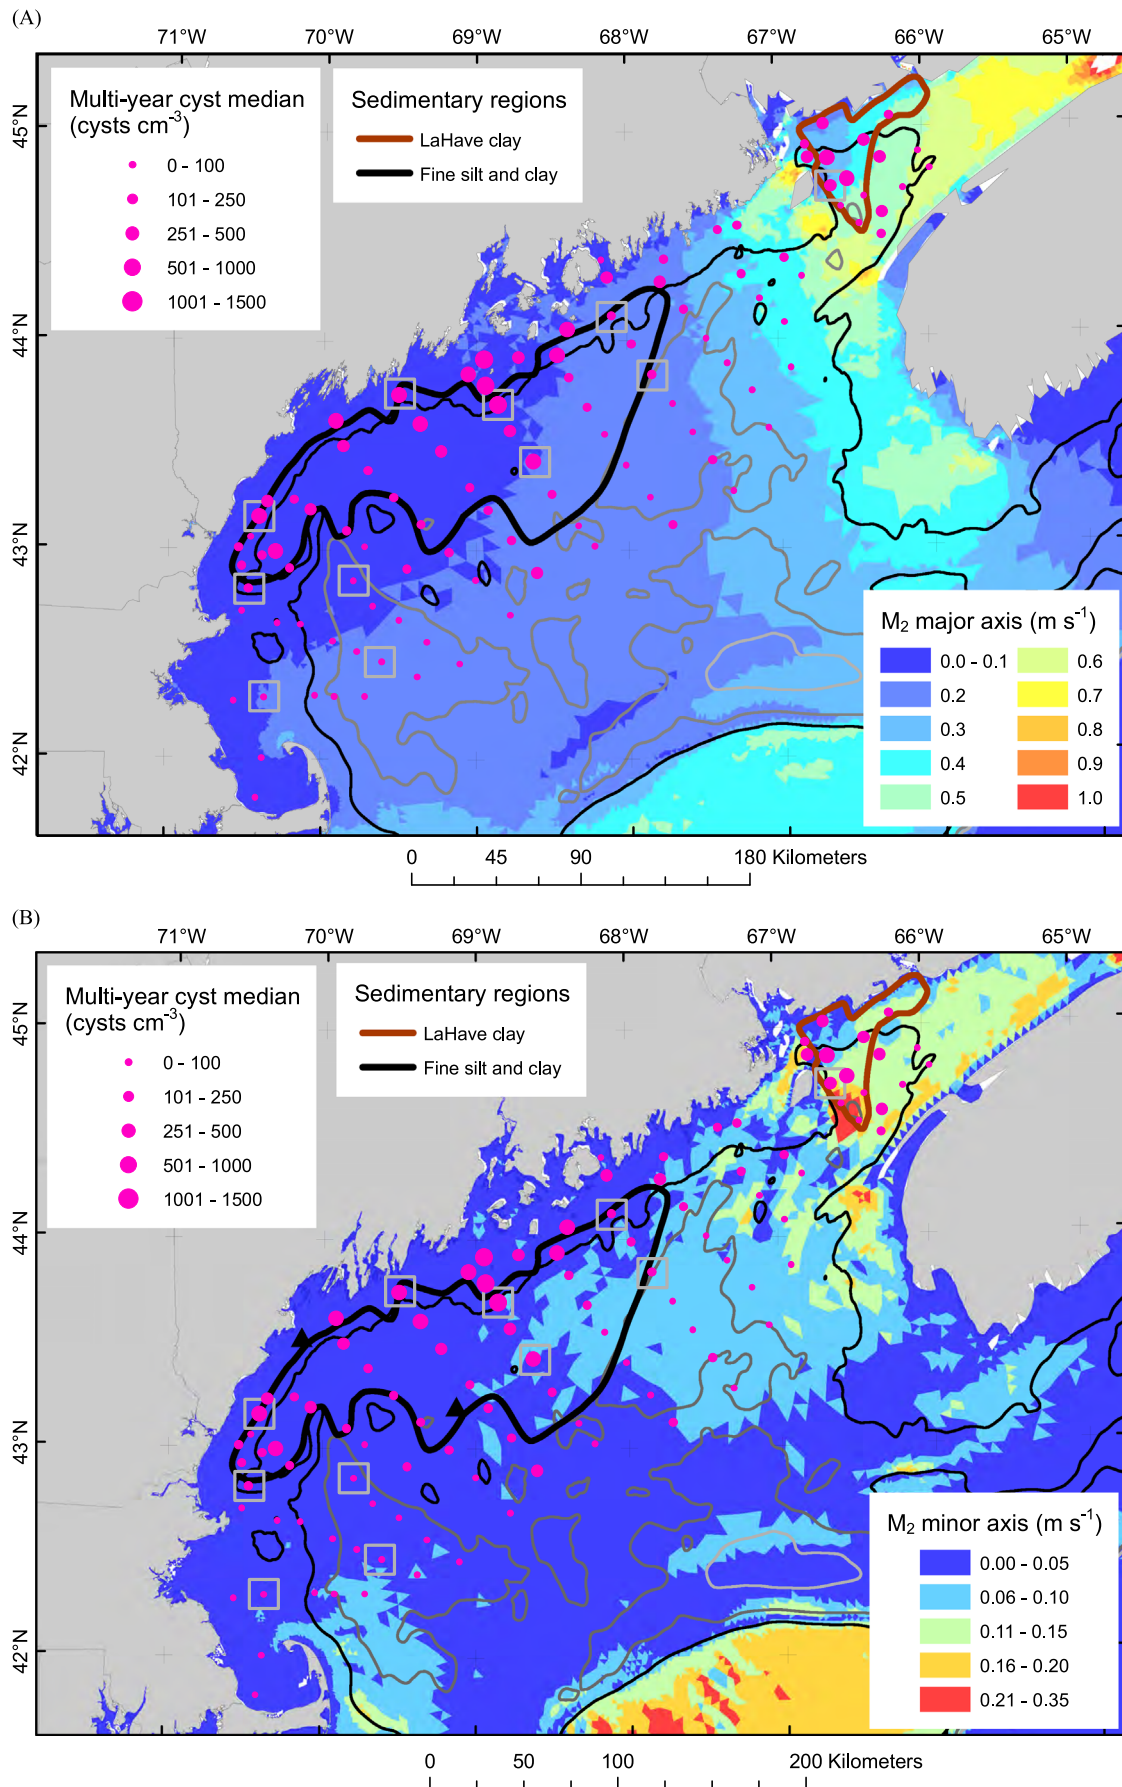 (A)
71°W 70°W 69°W 68°W 67°W 66°W 65°W
45°N
44°N
43°N
42°N
Multi-year cyst median
(cysts cm⁻³)
0 - 100
101 - 250
251 - 500
501 - 1000
1001 - 1500
Sedimentary regions
LaHave clay
Fine silt and clay
M₂ major axis (m s⁻¹)
0.0 - 0.1 0.6
0.2 0.7
0.3 0.8
0.4 0.9
0.5 1.0
0 45 90 180 Kilometers
(B)
71°W 70°W 69°W 68°W 67°W 66°W 65°W
45°N
44°N
43°N
42°N
Multi-year cyst median
(cysts cm⁻³)
0 - 100
101 - 250
251 - 500
501 - 1000
1001 - 1500
Sedimentary regions
LaHave clay
Fine silt and clay
M₂ minor axis (m s⁻¹)
0.00 - 0.05
0.06 - 0.10
0.11 - 0.15
0.16 - 0.20
0.21 - 0.35
0 50 100 200 Kilometers